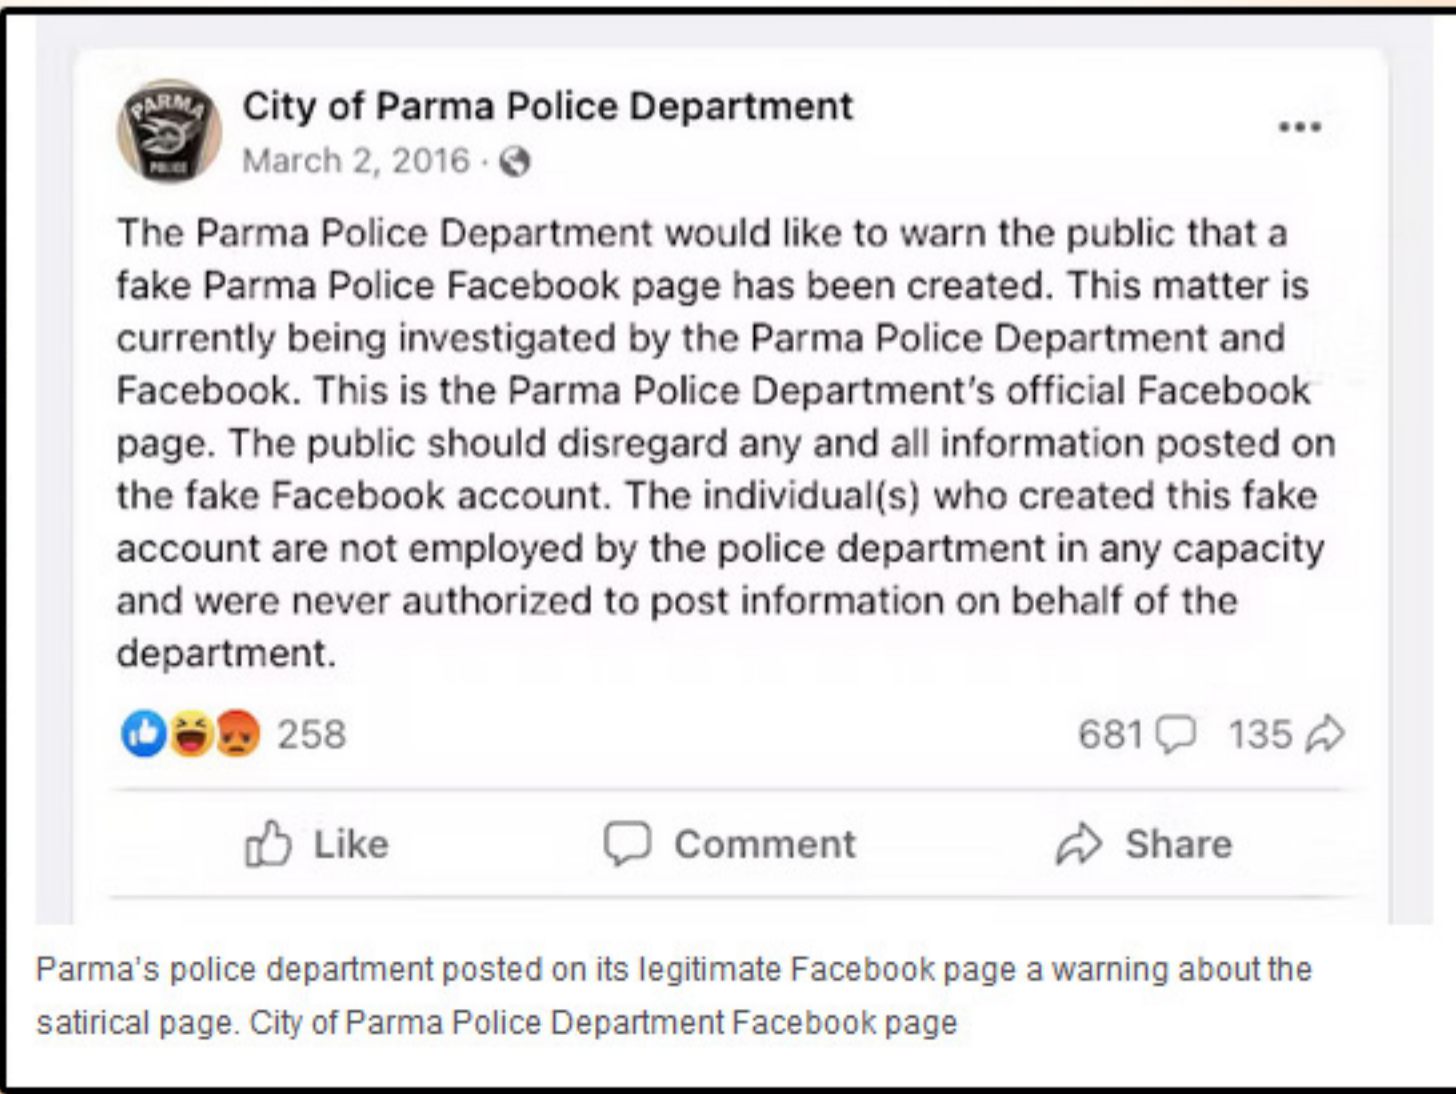 PARMA
POLICE
City of Parma Police Department
March 2, 2016 ·
The Parma Police Department would like to warn the public that a
fake Parma Police Facebook page has been created. This matter is
currently being investigated by the Parma Police Department and
Facebook. This is the Parma Police Department's official Facebook
page. The public should disregard any and all information posted on
the fake Facebook account. The individual(s) who created this fake
account are not employed by the police department in any capacity
and were never authorized to post information on behalf of the
department.
258 681 135
Like Comment Share
Parma's police department posted on its legitimate Facebook page a warning about the
satirical page. City of Parma Police Department Facebook page